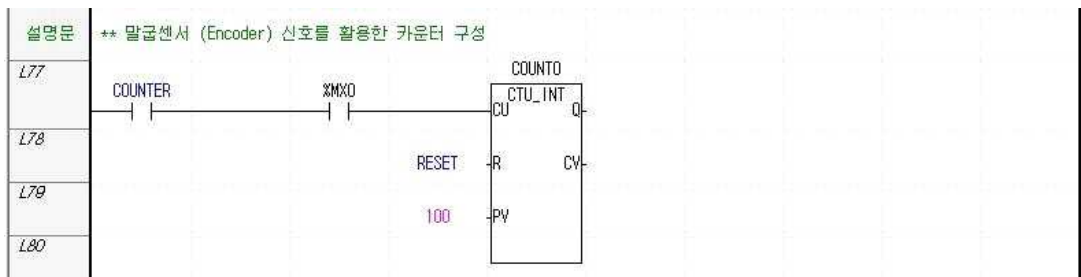 설명문 ** 말굽센서 (Encoder) 신호를 활용한 카운터 구성
L77
COUNT0
COUNTER %MX0 CTU_INT
CU Q
L78
RESET R CV
L79
100 PV
L80